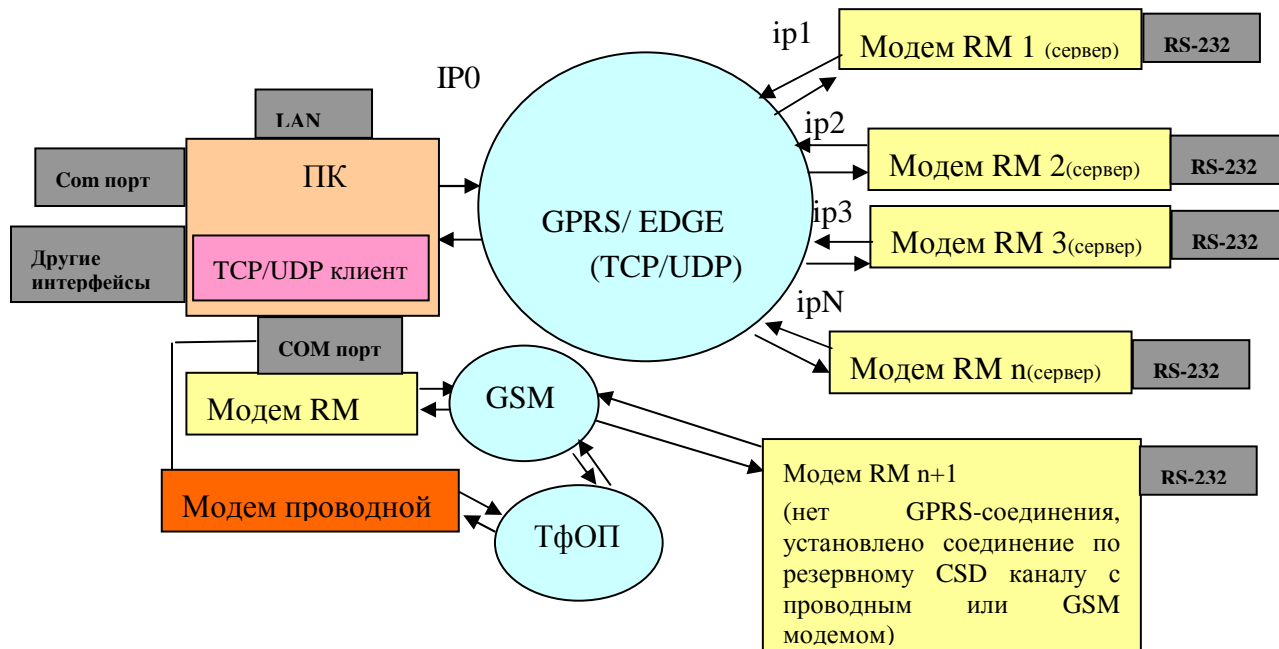 ip1
Модем RM 1 (сервер)
RS-232
IP0
LAN
ip2
ПК
Com порт
Модем RM 2(сервер)
RS-232
GPRS/ EDGE
(TCP/UDP)
ip3
Модем RM 3(сервер)
RS-232
Другие
интерфейсы
TCP/UDP клиент
ipN
COM порт
Модем RM n(сервер)
RS-232
Модем RM
GSM
Модем RM n+1
(нет GPRS-соединения,
установлено соединение по
резервному CSD каналу с
проводным или GSM
модемом)
RS-232
Модем проводной
ТфОП